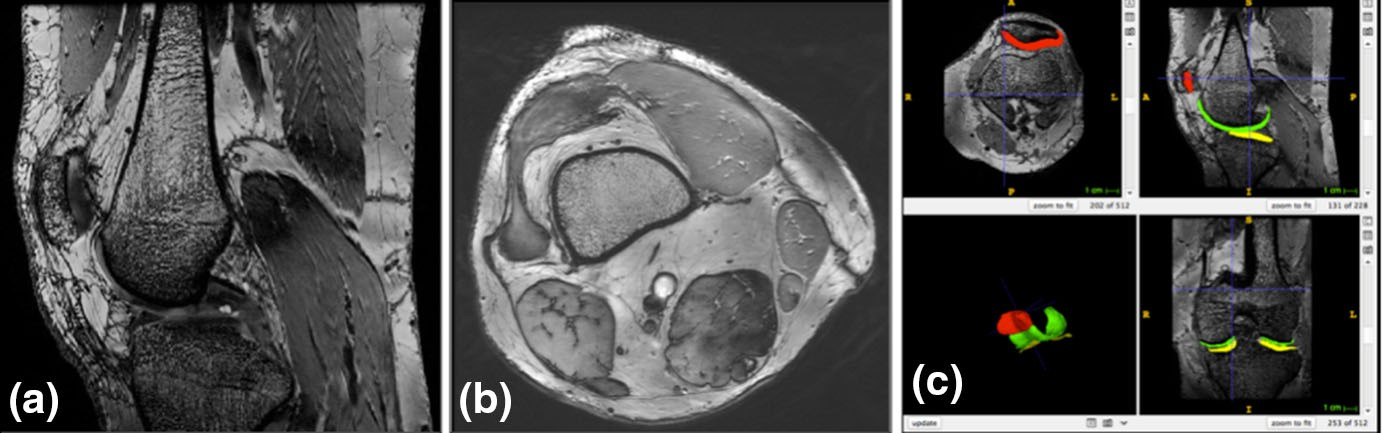 (a)
(b)
(c)
A
R
L
P
1 cm
zoom to fit
202 of 512
S
A
P
I
1 cm
zoom to fit
131 of 228
update
S
R
L
I
1 cm
zoom to fit
253 of 512